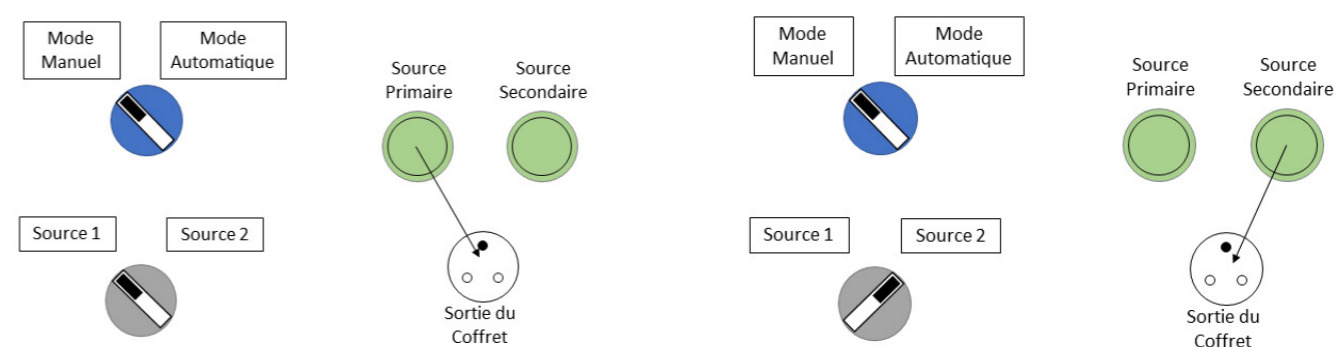 Mode
Manuel
Mode
Automatique
Source
Primaire
Source
Secondaire
Source 1
Source 2
Sortie du
Coffret
Mode
Manuel
Mode
Automatique
Source
Primaire
Source
Secondaire
Source 1
Source 2
Sortie du
Coffret